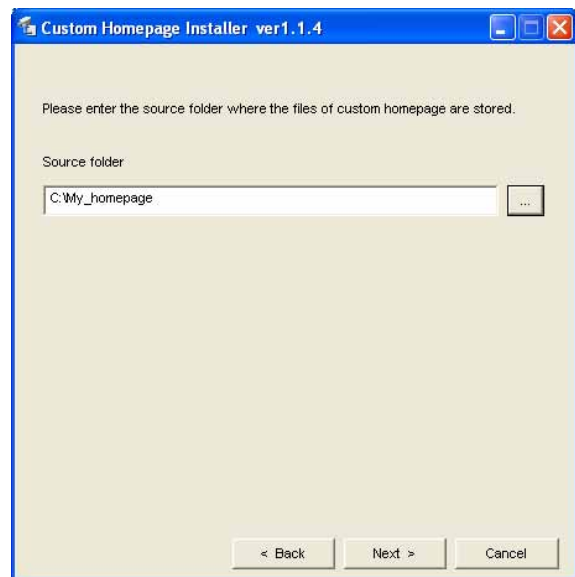 Custom Homepage Installer ver1.1.4
Please enter the source folder where the files of custom homepage are stored.
Source folder
C:\My_homepage
...
< Back
Next >
Cancel